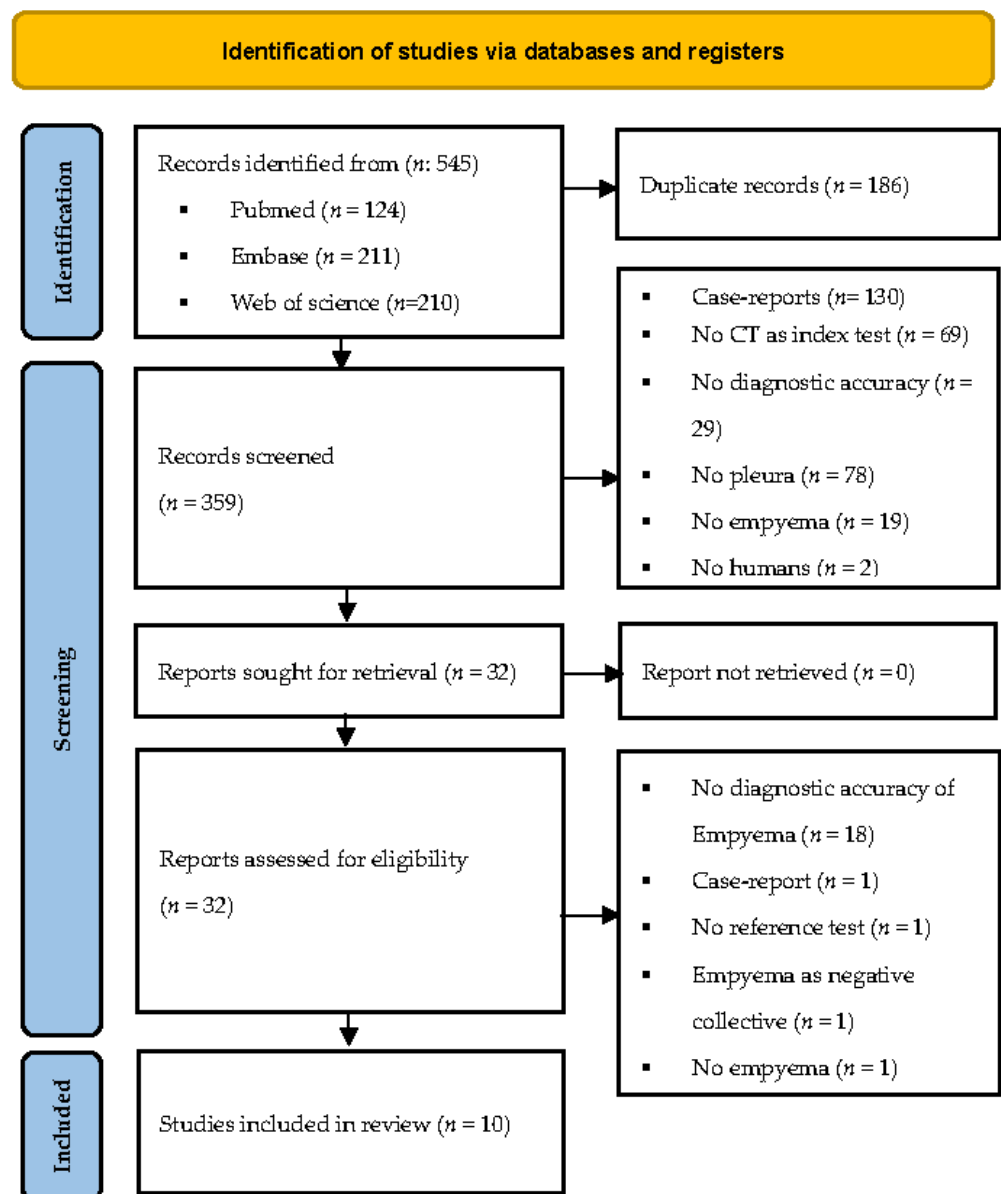 Identification of studies via databases and registers
Identification
Records identified from (n: 545)
▪ Pubmed (n = 124)
▪ Embase (n = 211)
▪ Web of science (n=210)
Duplicate records (n = 186)
Screening
Records screened
(n = 359)
▪ Case-reports (n= 130)
▪ No CT as index test (n = 69)
▪ No diagnostic accuracy (n =
29)
▪ No pleura (n = 78)
▪ No empyema (n = 19)
▪ No humans (n = 2)
Reports sought for retrieval (n = 32)
Report not retrieved (n = 0)
Reports assessed for eligibility
(n = 32)
▪ No diagnostic accuracy of
Empyema (n = 18)
▪ Case-report (n = 1)
▪ No reference test (n = 1)
▪ Empyema as negative
collective (n = 1)
▪ No empyema (n = 1)
Included
Studies included in review (n = 10)